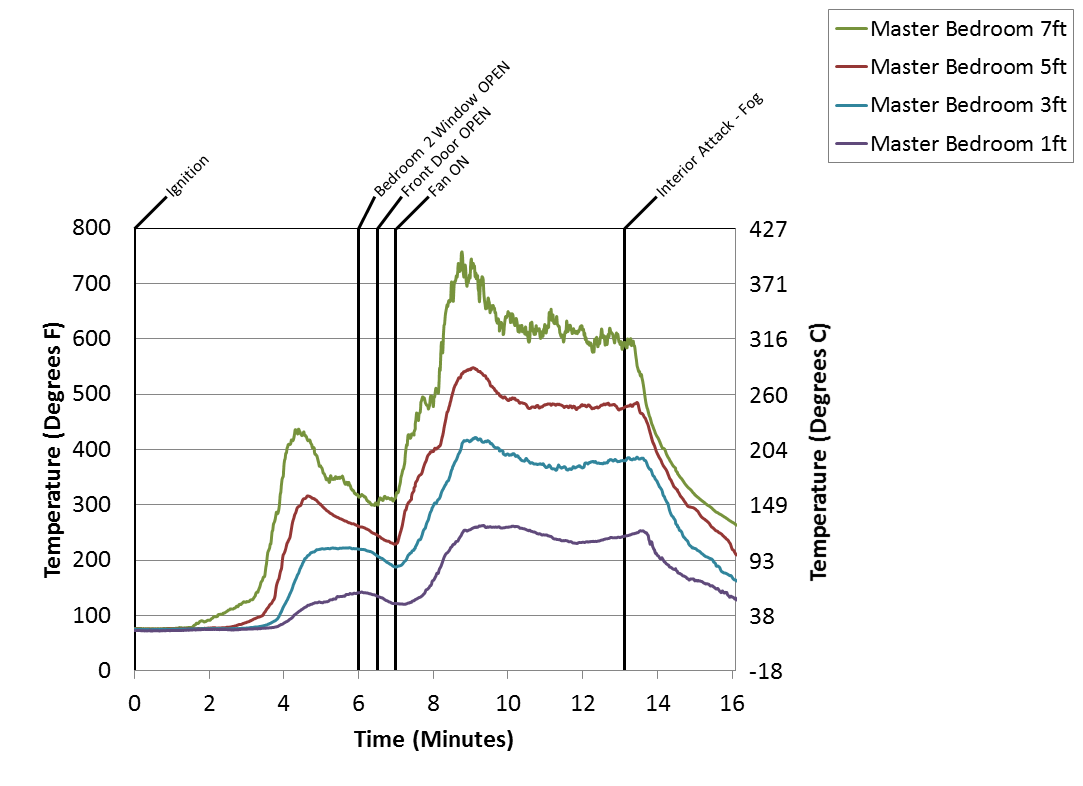 Master Bedroom 7ft
Master Bedroom 5ft
Master Bedroom 3ft
Master Bedroom 1ft
Ignition
Bedroom 2 Window OPEN
Front Door OPEN
Fan ON
Interior Attack - Fog
800
700
600
500
400
300
200
100
0
Temperature (Degrees F)
427
371
316
260
204
149
93
38
-18
Temperature (Degrees C)
0 2 4 6 8 10 12 14 16
Time (Minutes)